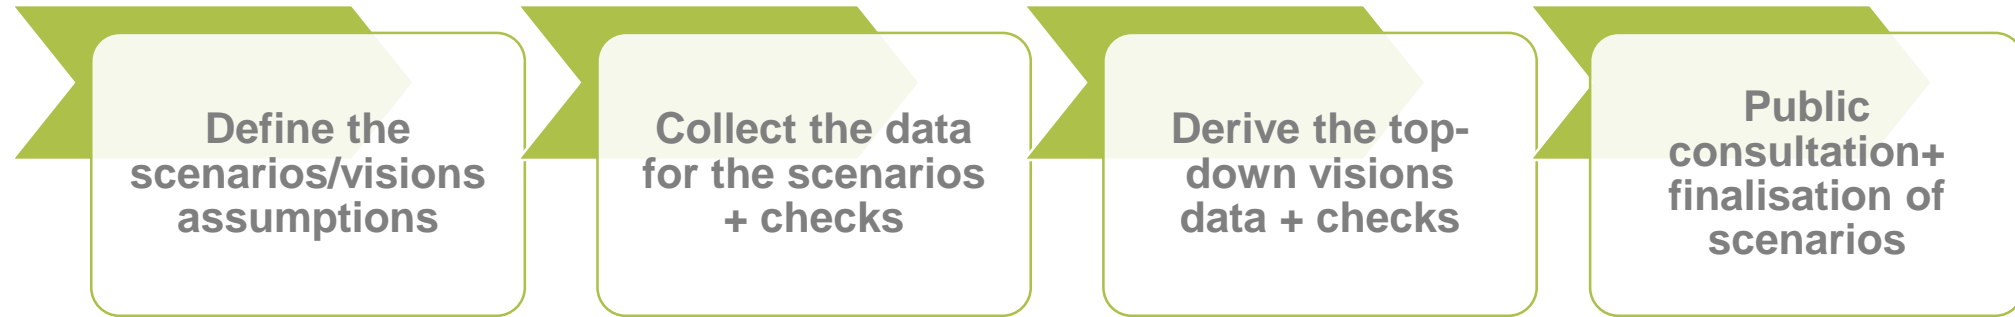 Define the
scenarios/visions
assumptions
Collect the data
for the scenarios
+ checks
Derive the top-
down visions
data + checks
Public
consultation+
finalisation of
scenarios